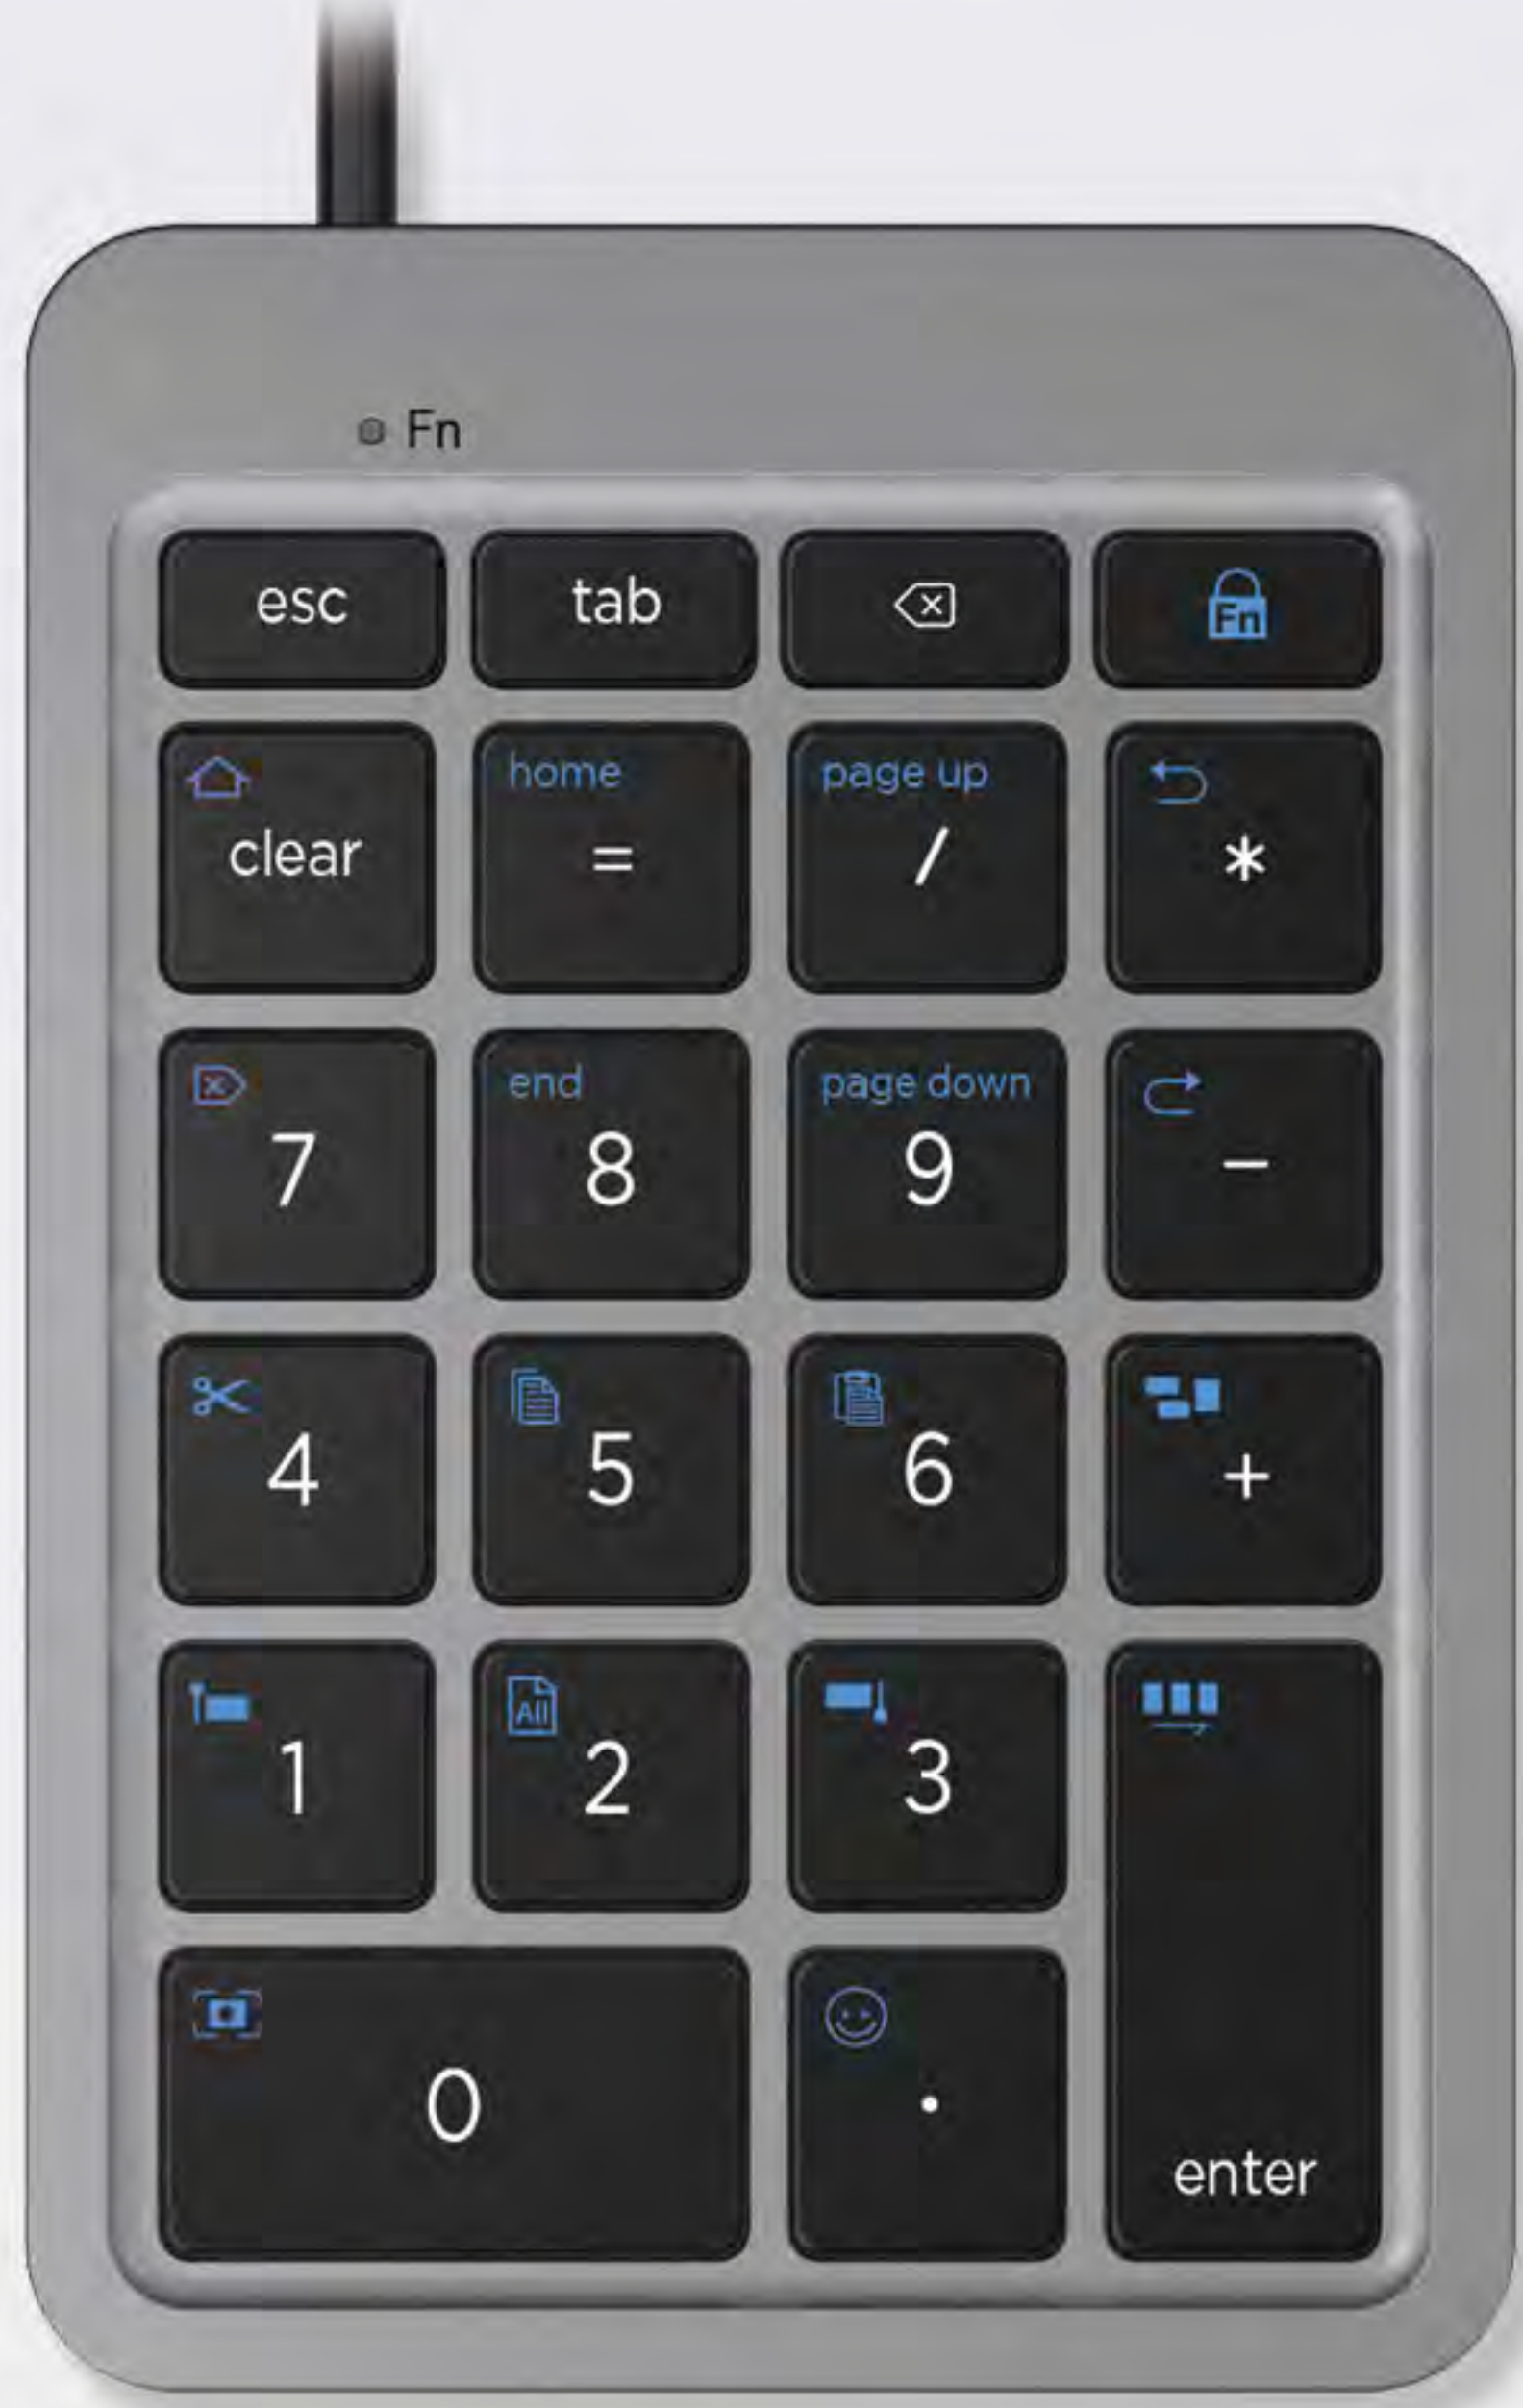 Fn
esc tab Fn
clear
home
=
page up
/
*
7
end
8
page down
9
−
4
5
6
+
1
All
2
3
0
.
enter